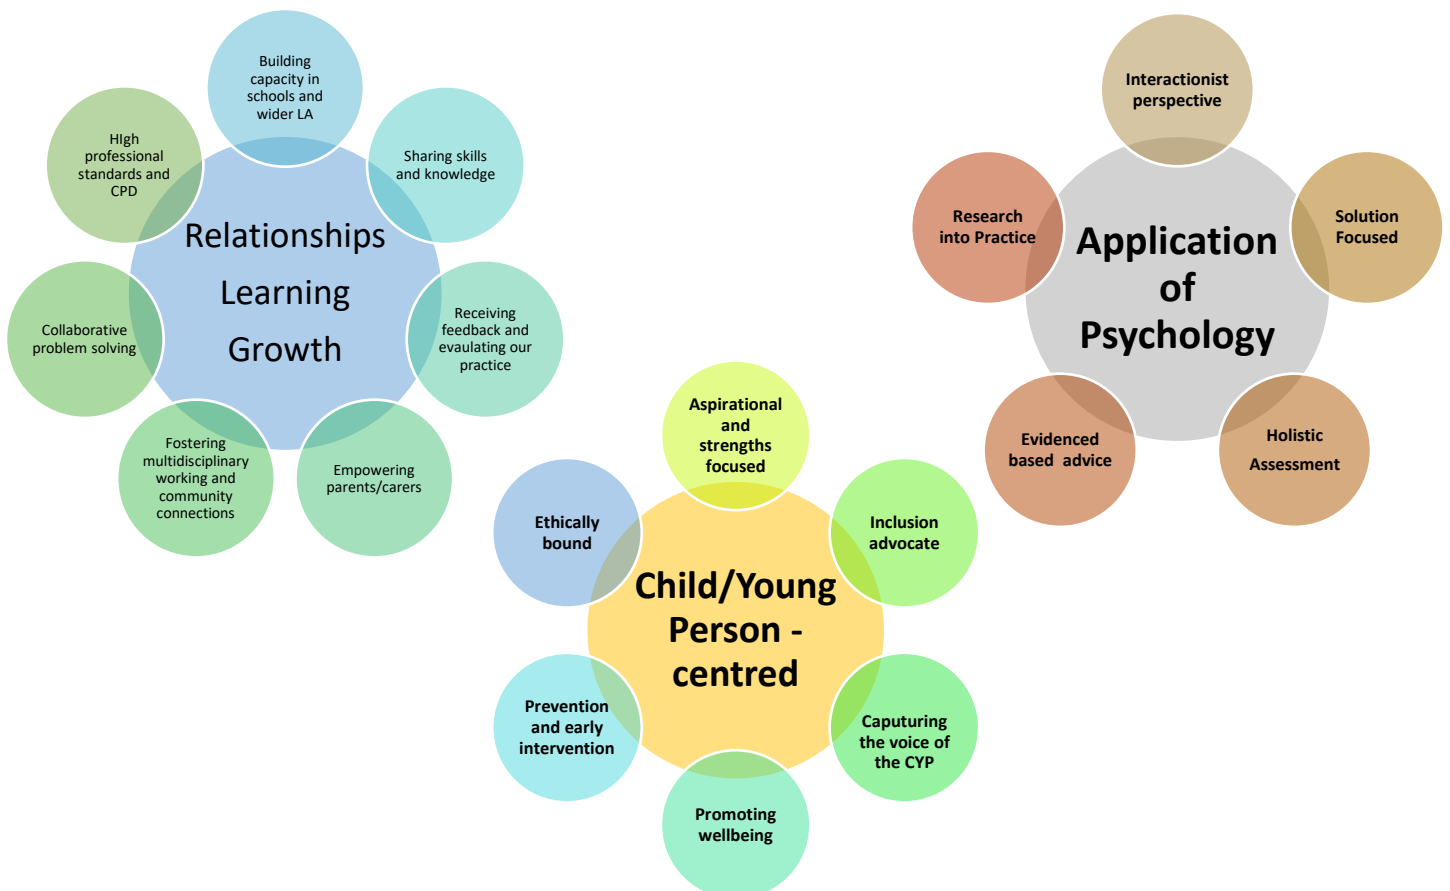 Building
capacity in
schools and
wider LA
Sharing skills
and knowledge
Receiving
feedback and
evaulating our
practice
Empowering
parents/carers
Fostering
multidisciplinary
working and
community
connections
Collaborative
problem solving
HIgh
professional
standards and
CPD
Relationships
Learning
Growth
Aspirational
and
strengths
focused
Inclusion
advocate
Caputuring
the voice of
the CYP
Promoting
wellbeing
Prevention
and early
intervention
Ethically
bound
Child/Young
Person -
centred
Interactionist
perspective
Solution
Focused
Holistic
Assessment
Evidenced
based advice
Research
into Practice
Application
of
Psychology